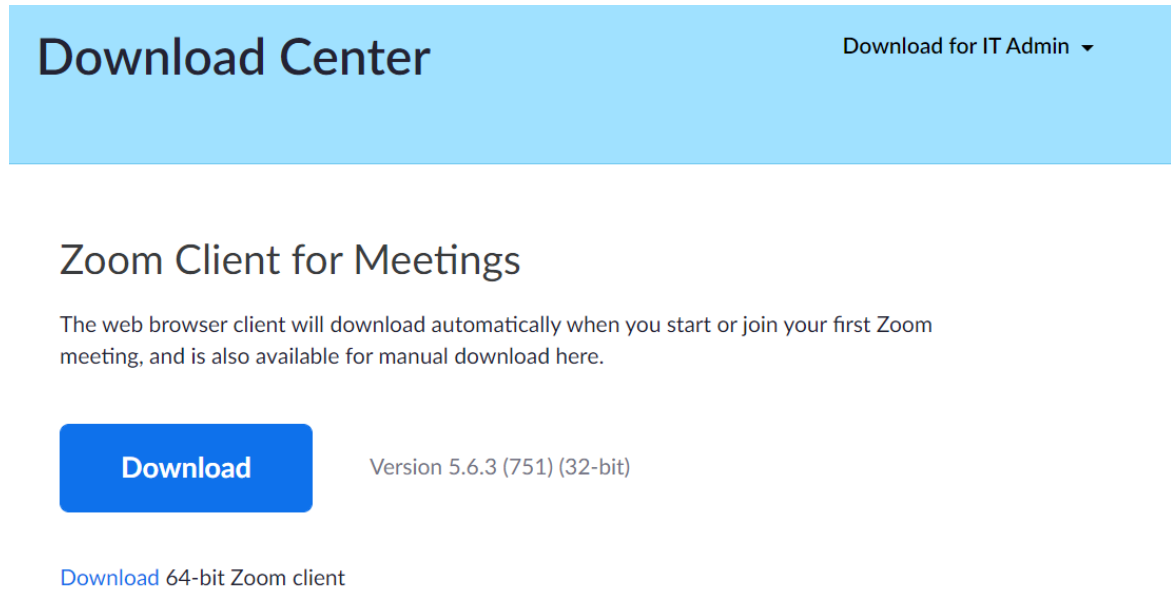 Download Center
Download for IT Admin
Zoom Client for Meetings
The web browser client will download automatically when you start or join your first Zoom
meeting, and is also available for manual download here.
Download
Version 5.6.3 (751) (32-bit)
Download 64-bit Zoom client